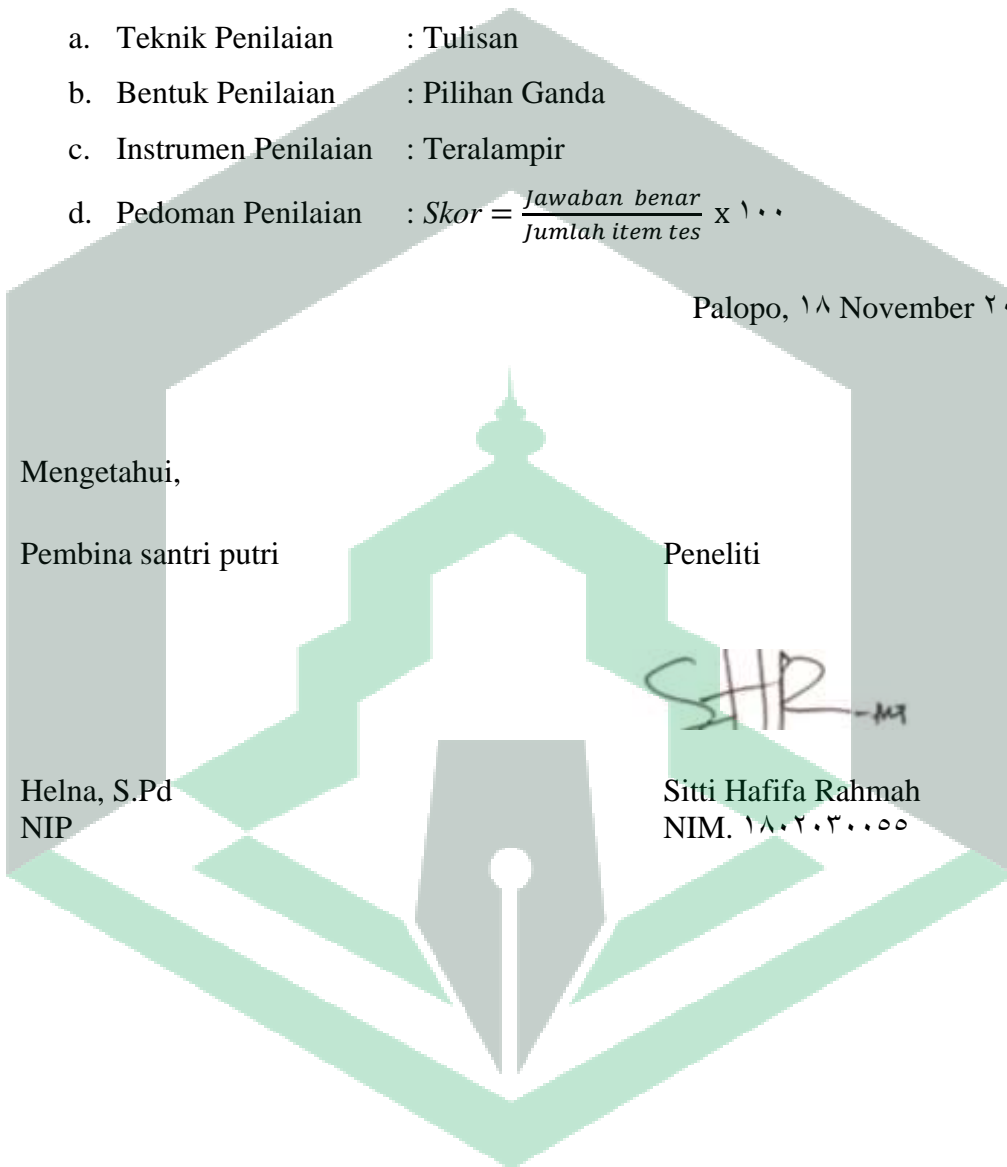 a. Teknik Penilaian : Tulisan
b. Bentuk Penilaian : Pilihan Ganda
c. Instrumen Penilaian : Teralampir
d. Pedoman Penilaian : Skor = Jawaban benar / Jumlah item tes x ١٠٠
Palopo, ١٨ November ٢
Mengetahui,
Pembina santri putri Peneliti
Helna, S.Pd Sitti Hafifa Rahmah
NIP NIM. ١٨٠٢٠٣٠٠٥٥